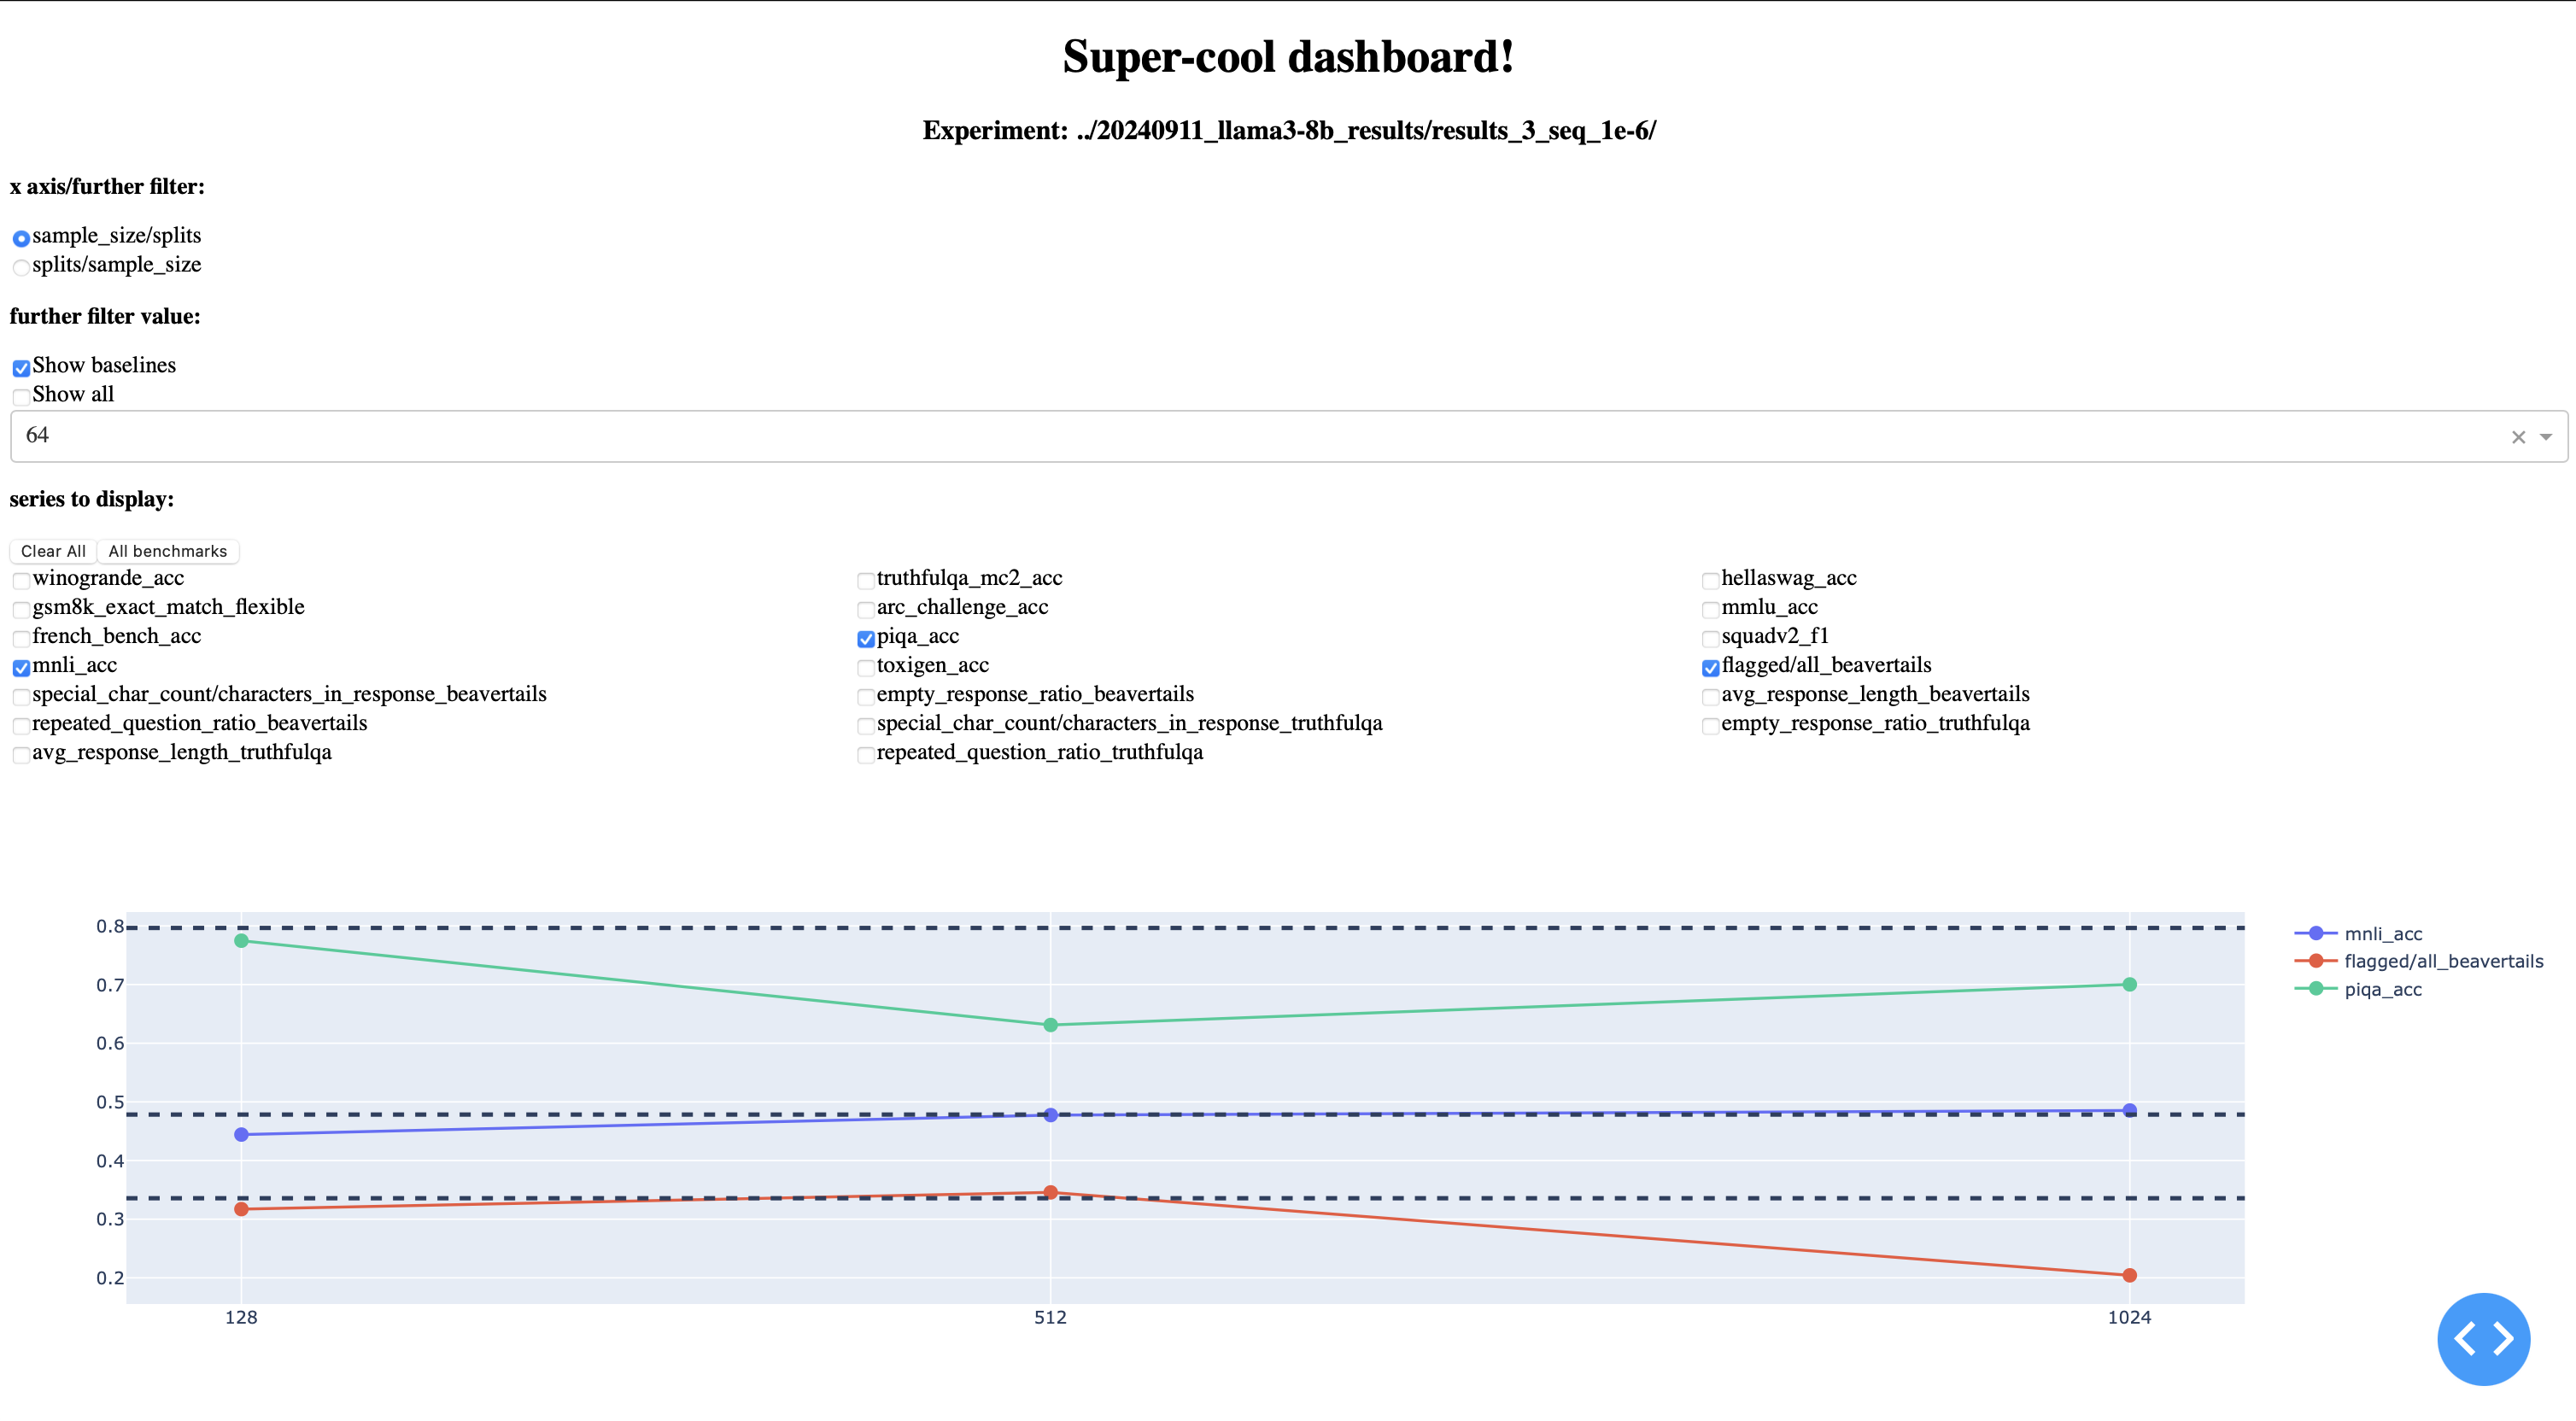 Super-cool dashboard!
Experiment: ../20240911_llama3-8b_results/results_3_seq_1e-6/
x axis/further filter:
sample_size/splits
splits/sample_size
further filter value:
Show baselines
Show all
64
series to display:
Clear All All benchmarks
winogrande_acc truthfulqa_mc2_acc hellaswag_acc
gsm8k_exact_match_flexible arc_challenge_acc mmlu_acc
french_bench_acc piqa_acc squadv2_f1
mnli_acc toxigen_acc flagged/all_beavertails
special_char_count/characters_in_response_beavertails empty_response_ratio_beavertails avg_response_length_beavertails
repeated_question_ratio_beavertails special_char_count/characters_in_response_truthfulqa empty_response_ratio_truthfulqa
avg_response_length_truthfulqa repeated_question_ratio_truthfulqa
0.8
0.7
0.6
0.5
0.4
0.3
0.2
128 512 1024
mnli_acc
flagged/all_beavertails
piqa_acc